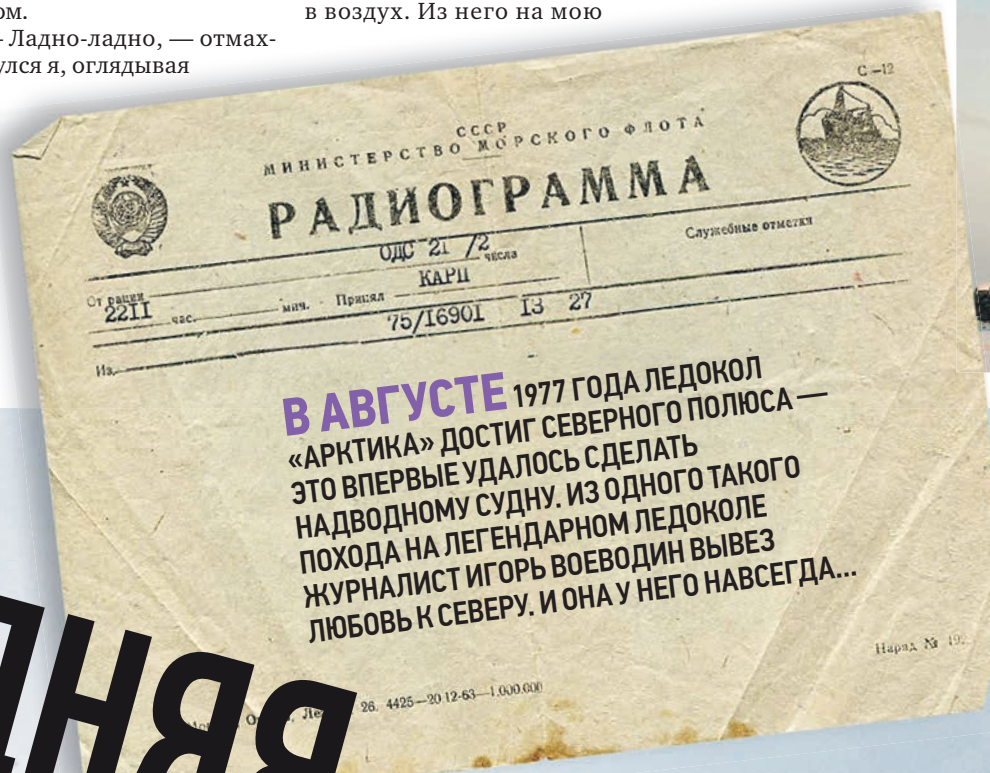 ом.
— Ладно-ладно, — отмах-
улся я, оглядывая
в воздух. Из него на мою
С—12
СССР
МИНИСТЕРСТВО МОРСКОГО ФЛОТА
РАДИОГРАММА
ОДС 21 /2 числа
Служебные отметки
КАРП
От рации
2211 час. мин. Принял
75/16901 13 27
Из
В АВГУСТЕ 1977 ГОДА ЛЕДОКОЛ
«АРКТИКА» ДОСТИГ СЕВЕРНОГО ПОЛЮСА —
ЭТО ВПЕРВЫЕ УДАЛОСЬ СДЕЛАТЬ
НАДВОДНОМУ СУДНУ. ИЗ ОДНОГО ТАКОГО
ПОХОДА НА ЛЕГЕНДАРНОМ ЛЕДОКОЛЕ
ЖУРНАЛИСТ ИГОРЬ ВОЕВОДИН ВЫВЕЗ
ЛЮБОВЬ К СЕВЕРУ. И ОНА У НЕГО НАВСЕГДА...
Наряд №
26. 4425—20 12-63—1.000.000